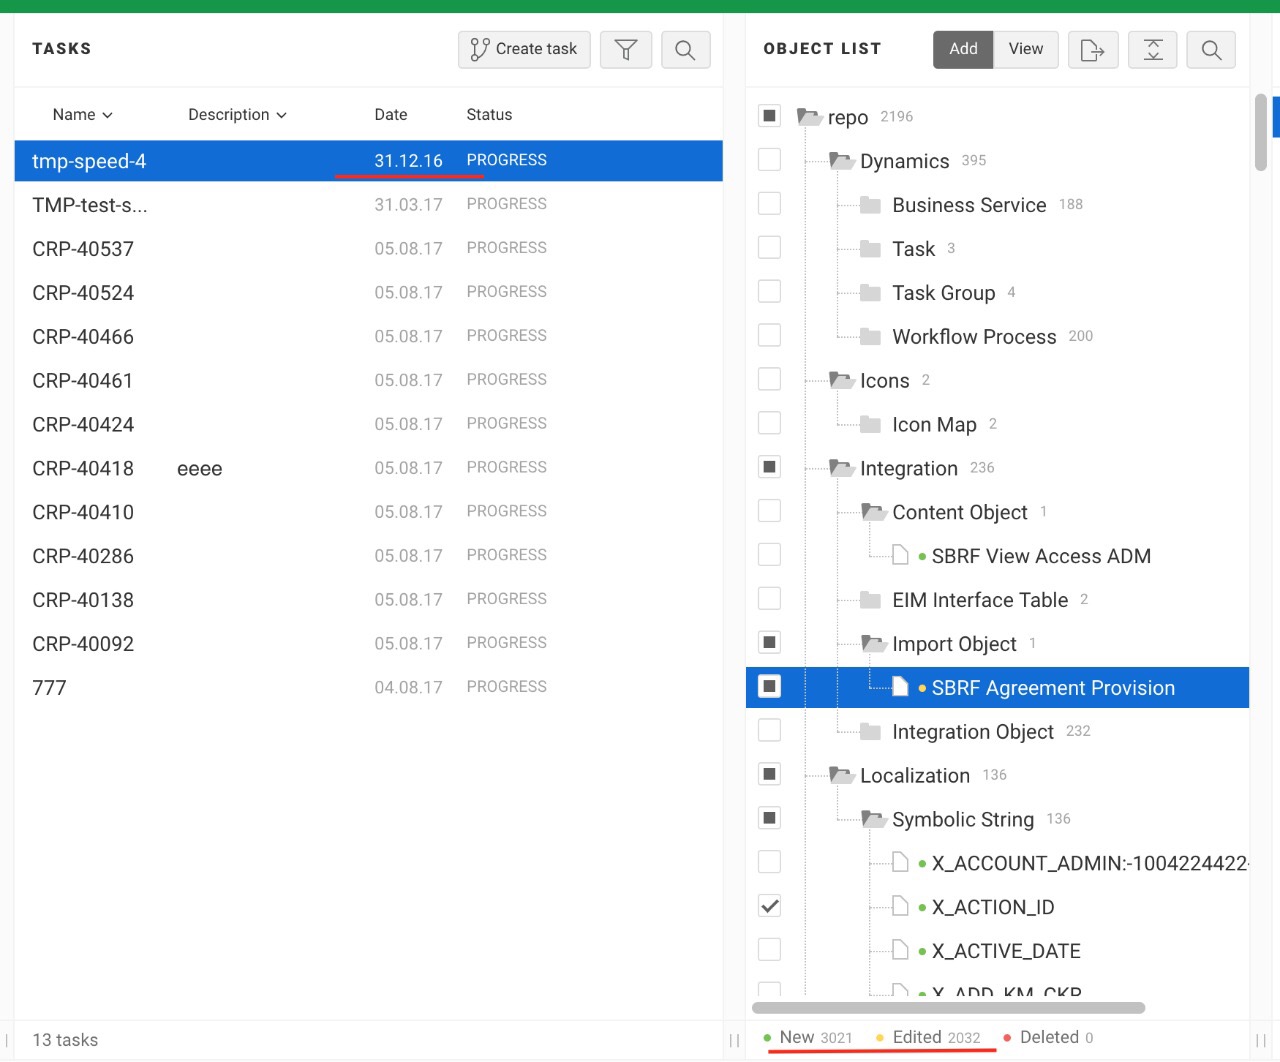 TASKS
Create task
Name Description Date Status
tmp-speed-4 31.12.16 PROGRESS
TMP-test-s... 31.03.17 PROGRESS
CRP-40537 05.08.17 PROGRESS
CRP-40524 05.08.17 PROGRESS
CRP-40466 05.08.17 PROGRESS
CRP-40461 05.08.17 PROGRESS
CRP-40424 05.08.17 PROGRESS
CRP-40418 eeee 05.08.17 PROGRESS
CRP-40410 05.08.17 PROGRESS
CRP-40286 05.08.17 PROGRESS
CRP-40138 05.08.17 PROGRESS
CRP-40092 05.08.17 PROGRESS
777 04.08.17 PROGRESS
13 tasks
OBJECT LIST
Add View
repo 2196
Dynamics 395
Business Service 188
Task 3
Task Group 4
Workflow Process 200
Icons 2
Icon Map 2
Integration 236
Content Object 1
SBRF View Access ADM
EIM Interface Table 2
Import Object 1
SBRF Agreement Provision
Integration Object 232
Localization 136
Symbolic String 136
X_ACCOUNT_ADMIN:-1004224422-
X_ACTION_ID
X_ACTIVE_DATE
X_ADD_KM_CKR
New 3021 Edited 2032 Deleted 0